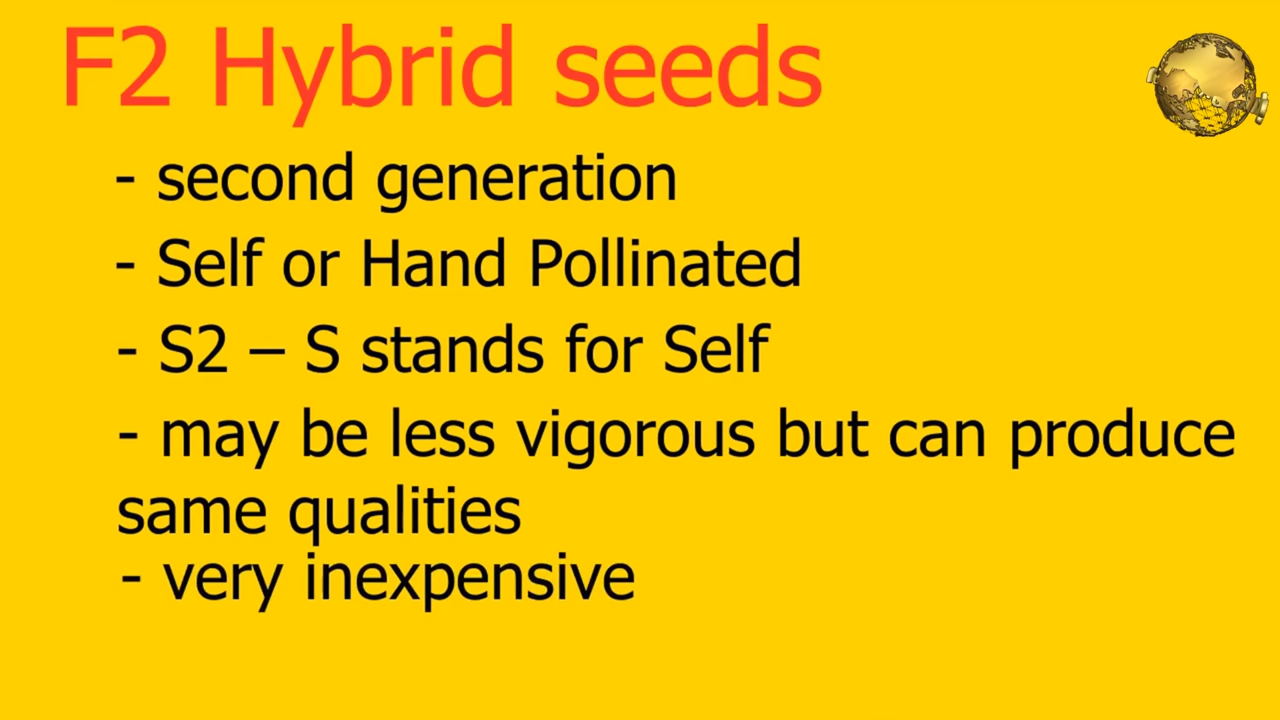 F2 Hybrid seeds
- second generation
- Self or Hand Pollinated
- S2 – S stands for Self
- may be less vigorous but can produce
same qualities
- very inexpensive